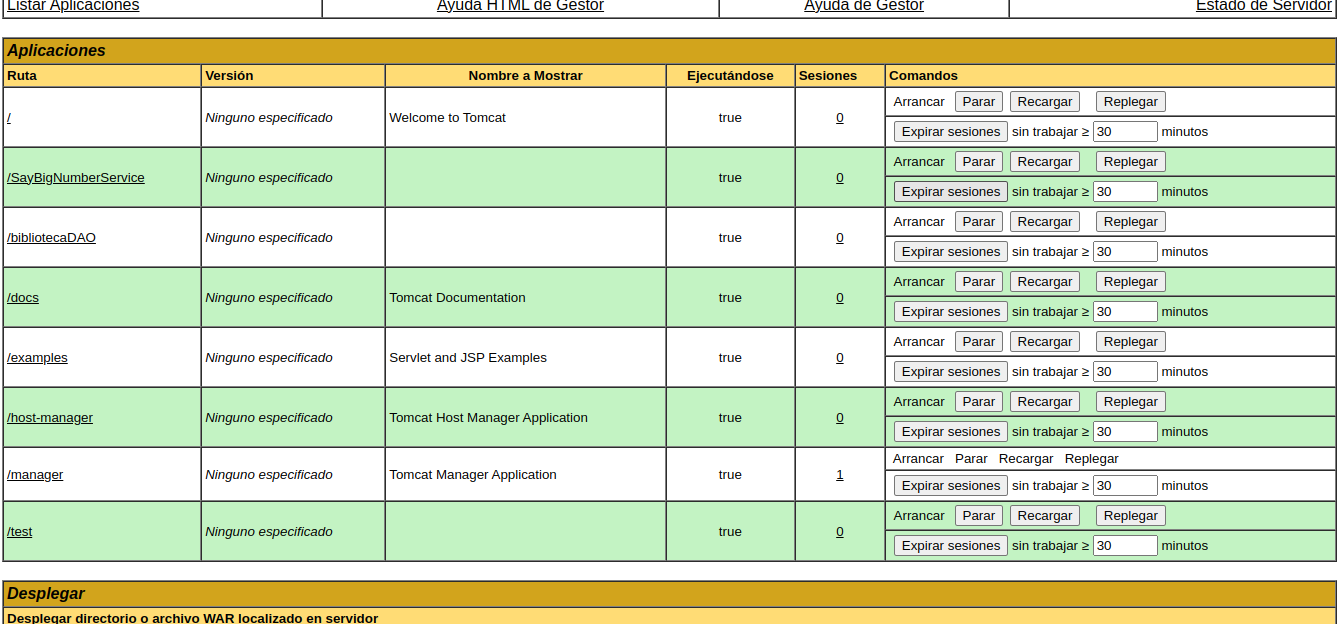 Listar Aplicaciones Ayuda HTML de Gestor Ayuda de Gestor Estado de Servidor
Aplicaciones
Ruta Versión Nombre a Mostrar Ejecutándose Sesiones Comandos
/ Ninguno especificado Welcome to Tomcat true 0 Arrancar Parar Recargar Replegar
Expirar sesiones sin trabajar ≥ 30 minutos
/SayBigNumberService Ninguno especificado true 0 Arrancar Parar Recargar Replegar
Expirar sesiones sin trabajar ≥ 30 minutos
/bibliotecaDAO Ninguno especificado true 0 Arrancar Parar Recargar Replegar
Expirar sesiones sin trabajar ≥ 30 minutos
/docs Ninguno especificado Tomcat Documentation true 0 Arrancar Parar Recargar Replegar
Expirar sesiones sin trabajar ≥ 30 minutos
/examples Ninguno especificado Servlet and JSP Examples true 0 Arrancar Parar Recargar Replegar
Expirar sesiones sin trabajar ≥ 30 minutos
/host-manager Ninguno especificado Tomcat Host Manager Application true 0 Arrancar Parar Recargar Replegar
Expirar sesiones sin trabajar ≥ 30 minutos
/manager Ninguno especificado Tomcat Manager Application true 1 Arrancar Parar Recargar Replegar
Expirar sesiones sin trabajar ≥ 30 minutos
/test Ninguno especificado true 0 Arrancar Parar Recargar Replegar
Expirar sesiones sin trabajar ≥ 30 minutos
Desplegar
Desplegar directorio o archivo WAR localizado en servidor